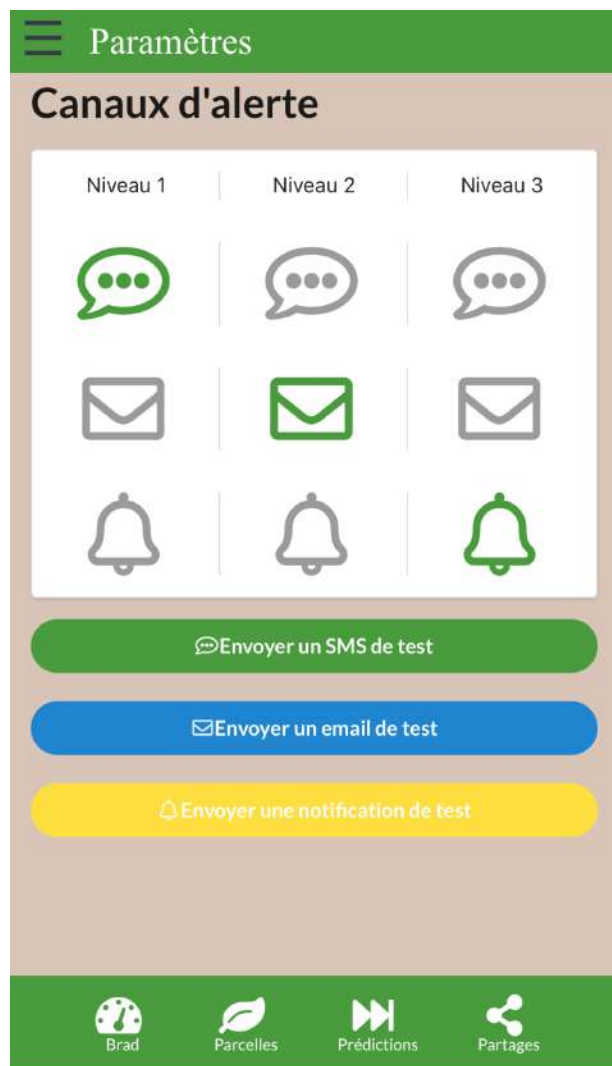 Paramètres
Canaux d'alerte
Niveau 1 Niveau 2 Niveau 3
Envoyer un SMS de test
Envoyer un email de test
Envoyer une notification de test
Brad Parcelles Prédictions Partages